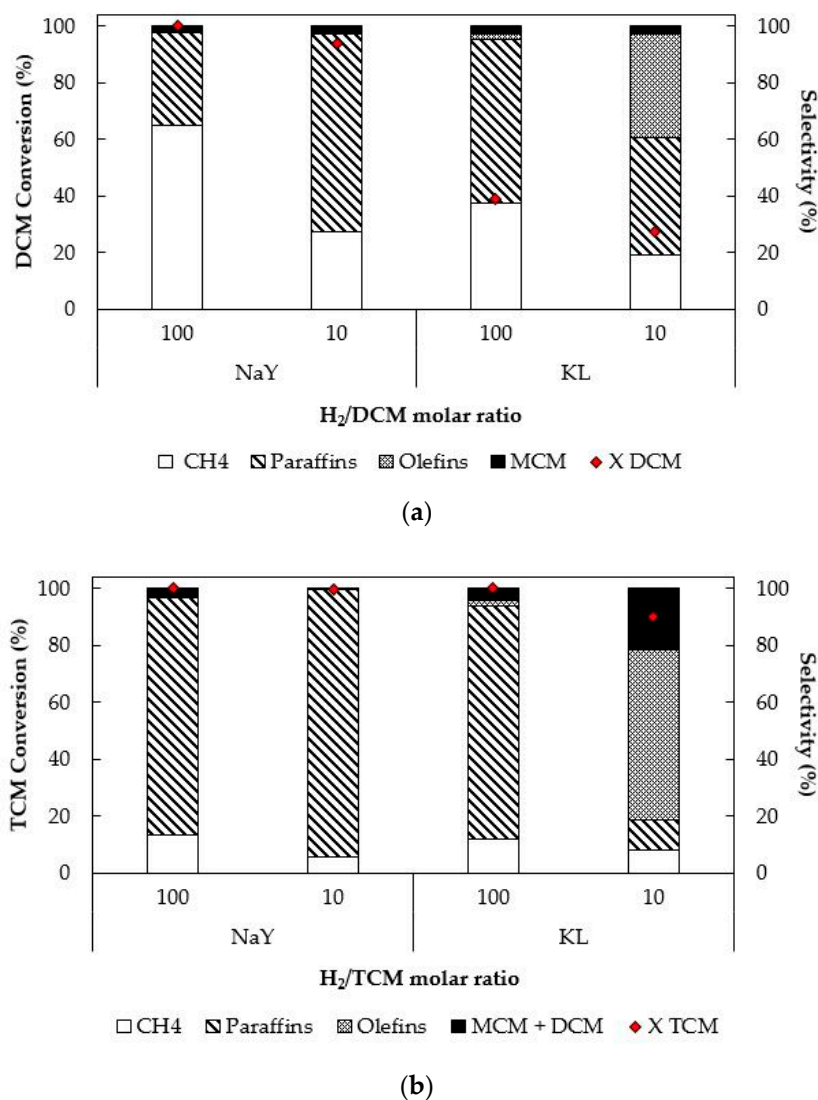 100
80
60
40
20
0
DCM Conversion (%)
100
80
60
40
20
0
Selectivity (%)
100 10 100 10
NaY KL
H₂/DCM molar ratio
CH4 Paraffins Olefins MCM X DCM
(a)
100
80
60
40
20
0
TCM Conversion (%)
100
80
60
40
20
0
Selectivity (%)
100 10 100 10
NaY KL
H₂/TCM molar ratio
CH4 Paraffins Olefins MCM + DCM X TCM
(b)